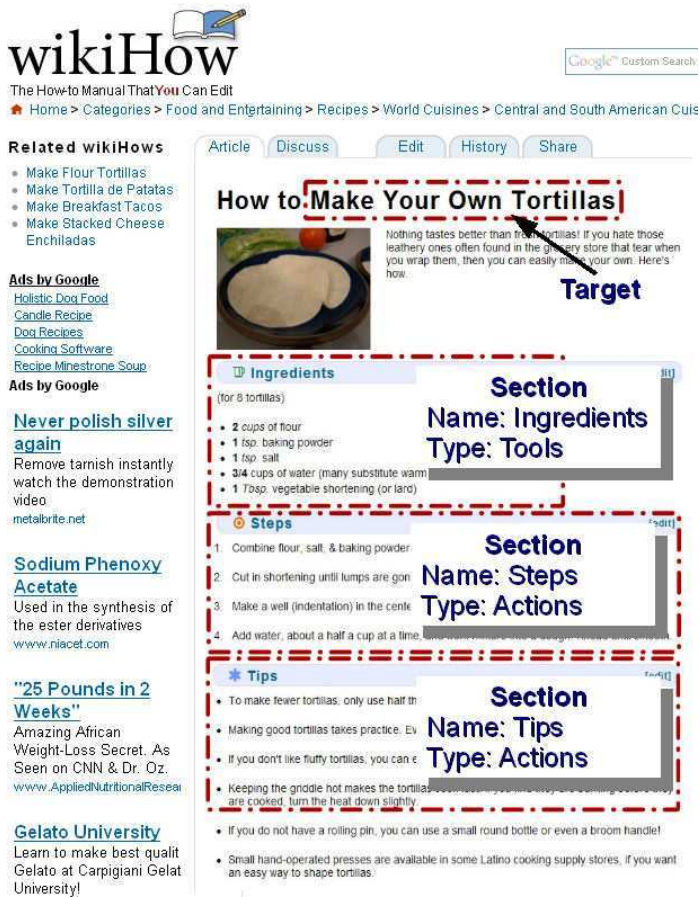 wikiHow
The How-to Manual That You Can Edit
Google™ Custom Search
Home > Categories > Food and Entertaining > Recipes > World Cuisines > Central and South American Cuis
Related wikiHows
Make Flour Tortillas
Make Tortilla de Patatas
Make Breakfast Tacos
Make Stacked Cheese
Enchiladas
Ads by Google
Holistic Dog Food
Candle Recipe
Dog Recipes
Cooking Software
Recipe Minestrone Soup
Ads by Google
Never polish silver
again
Remove tarnish instantly
watch the demonstration
video
metalbrite.net
Sodium Phenoxy
Acetate
Used in the synthesis of
the ester derivatives
www.niacet.com
"25 Pounds in 2
Weeks"
Amazing African
Weight-Loss Secret. As
Seen on CNN & Dr. Oz.
www.AppliedNutritionalResear
Gelato University
Learn to make best qualit
Gelato at Carpigiani Gelat
University!
Article Discuss Edit History Share
How to Make Your Own Tortillas
Nothing tastes better than fresh tortillas! If you hate those
leathery ones often found in the grocery store that tear when
you wrap them, then you can easily make your own. Here's
how.
Target
Ingredients
edit]
(for 8 tortillas)
2 cups of flour
1 tsp. baking powder
1 tsp. salt
3/4 cups of water (many substitute warm
1 Tbsp. vegetable shortening (or lard)
Section
Name: Ingredients
Type: Tools
Steps
[edit]
1. Combine flour, salt, & baking powder
2. Cut in shortening until lumps are gon
3. Make a well (indentation) in the cente
4. Add water, about a half a cup at a time,
Section
Name: Steps
Type: Actions
Tips
[edit]
To make fewer tortillas, only use half th
Making good tortillas takes practice. Ev
If you don't like fluffy tortillas, you can e
Keeping the griddle hot makes the tortillas
are cooked, turn the heat down slightly.
Section
Name: Tips
Type: Actions
If you do not have a rolling pin, you can use a small round bottle or even a broom handle!
Small hand-operated presses are available in some Latino cooking supply stores, if you want
an easy way to shape tortillas.